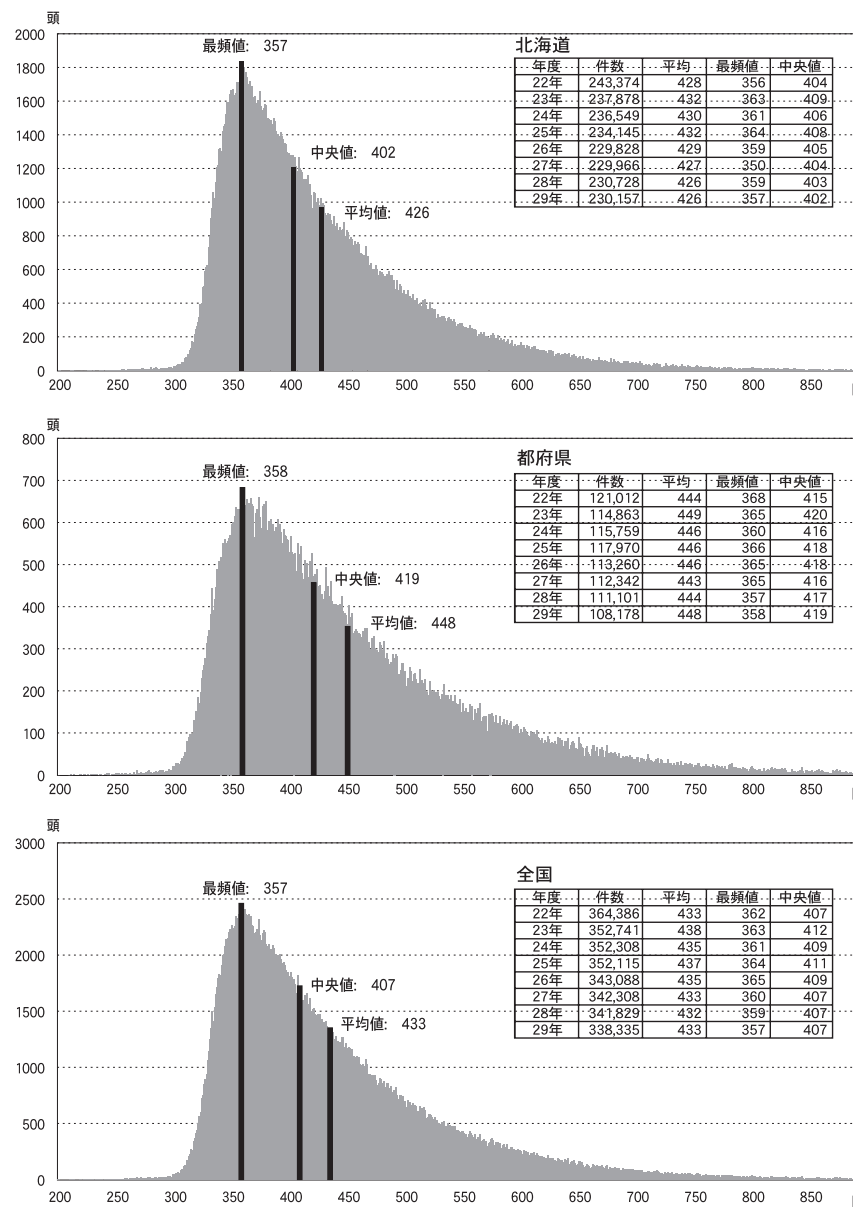 頭
2000
1800
1600
1400
1200
1000
800
600
400
200
0
200 250 300 350 400 450 500 550 600 650 700 750 800 850
最頻値: 357
中央値: 402
平均値: 426
北海道
年度 件数 平均 最頻値 中央値
22年 243,374 428 356 404
23年 237,878 432 363 409
24年 236,549 430 361 406
25年 234,145 432 364 408
26年 229,828 429 359 405
27年 229,966 427 350 404
28年 230,728 426 359 403
29年 230,157 426 357 402
頭
800
700
600
500
400
300
200
100
0
200 250 300 350 400 450 500 550 600 650 700 750 800 850
最頻値: 358
中央値: 419
平均値: 448
都府県
年度 件数 平均 最頻値 中央値
22年 121,012 444 368 415
23年 114,863 449 365 420
24年 115,759 446 360 416
25年 117,970 446 366 418
26年 113,260 446 365 418
27年 112,342 443 365 416
28年 111,101 444 357 417
29年 108,178 448 358 419
頭
3000
2500
2000
1500
1000
500
0
200 250 300 350 400 450 500 550 600 650 700 750 800 850
最頻値: 357
中央値: 407
平均値: 433
全国
年度 件数 平均 最頻値 中央値
22年 364,386 433 362 407
23年 352,741 438 363 412
24年 352,308 435 361 409
25年 352,115 437 364 411
26年 343,088 435 365 409
27年 342,308 433 360 407
28年 341,829 432 359 407
29年 338,335 433 357 407